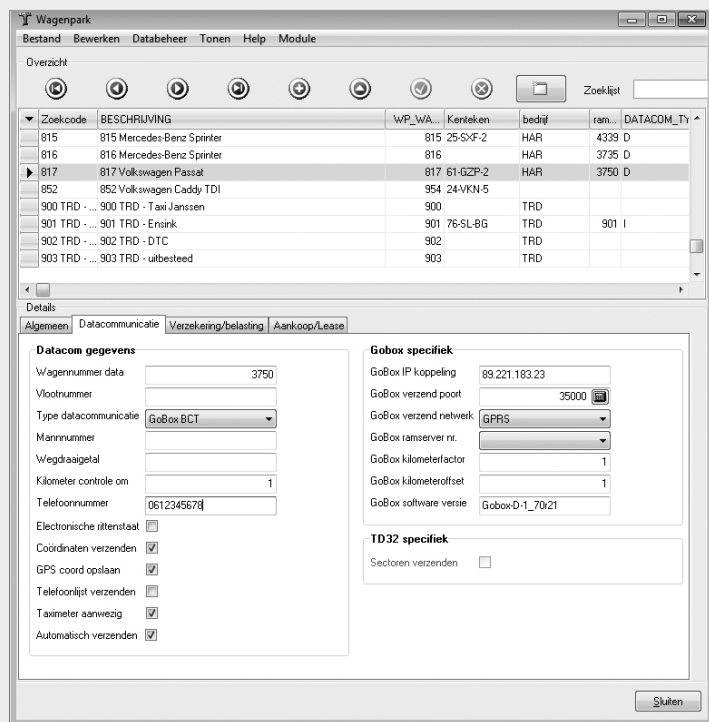 Wagenpark
Bestand Bewerken Databeheer Tonen Help Module
Overzicht
Zoeklijst
Zoekcode BESCHRIJVING WP_WA... Kenteken bedrijf ram... DATACOM_TY
815 815 Mercedes-Benz Sprinter 815 25-SXF-2 HAR 4339 D
816 816 Mercedes-Benz Sprinter 816 HAR 3735 D
817 817 Volkswagen Passat 817 61-GZP-2 HAR 3750 D
852 852 Volkswagen Caddy TDI 954 24-VKN-5
900 TRD - ... 900 TRD - Taxi Janssen 900 TRD
901 TRD - ... 901 TRD - Ensink 901 76-SL-BG TRD 901 I
902 TRD - ... 902 TRD - DTC 902 TRD
903 TRD - ... 903 TRD - uitbesteed 903 TRD
Details
Algemeen Datacommunicatie Verzekering/belasting Aankoop/Lease
Datacom gegevens
Wagennummer data 3750
Vlootnummer
Type datacommunicatie GoBox BCT
Mannnummer
Wegdraaigetal
Kilometer controle om 1
Telefoonnummer 0612345678
Electronische rittenstaat
Coördinaten verzenden
GPS coord opslaan
Telefoonlijst verzenden
Taximeter aanwezig
Automatisch verzenden
Gobox specifiek
GoBox IP koppeling 89.221.183.23
GoBox verzend poort 35000
GoBox verzend netwerk GPRS
GoBox ramserver nr.
GoBox kilometerfactor 1
GoBox kilometeroffset 1
GoBox software versie Gobox-D-1_70r21
TD32 specifiek
Sectoren verzenden
Sluiten